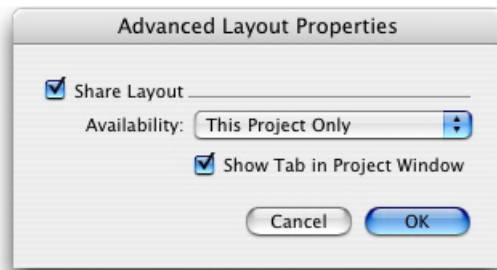 Advanced Layout Properties
Share Layout
Availability: This Project Only
Show Tab in Project Window
Cancel OK